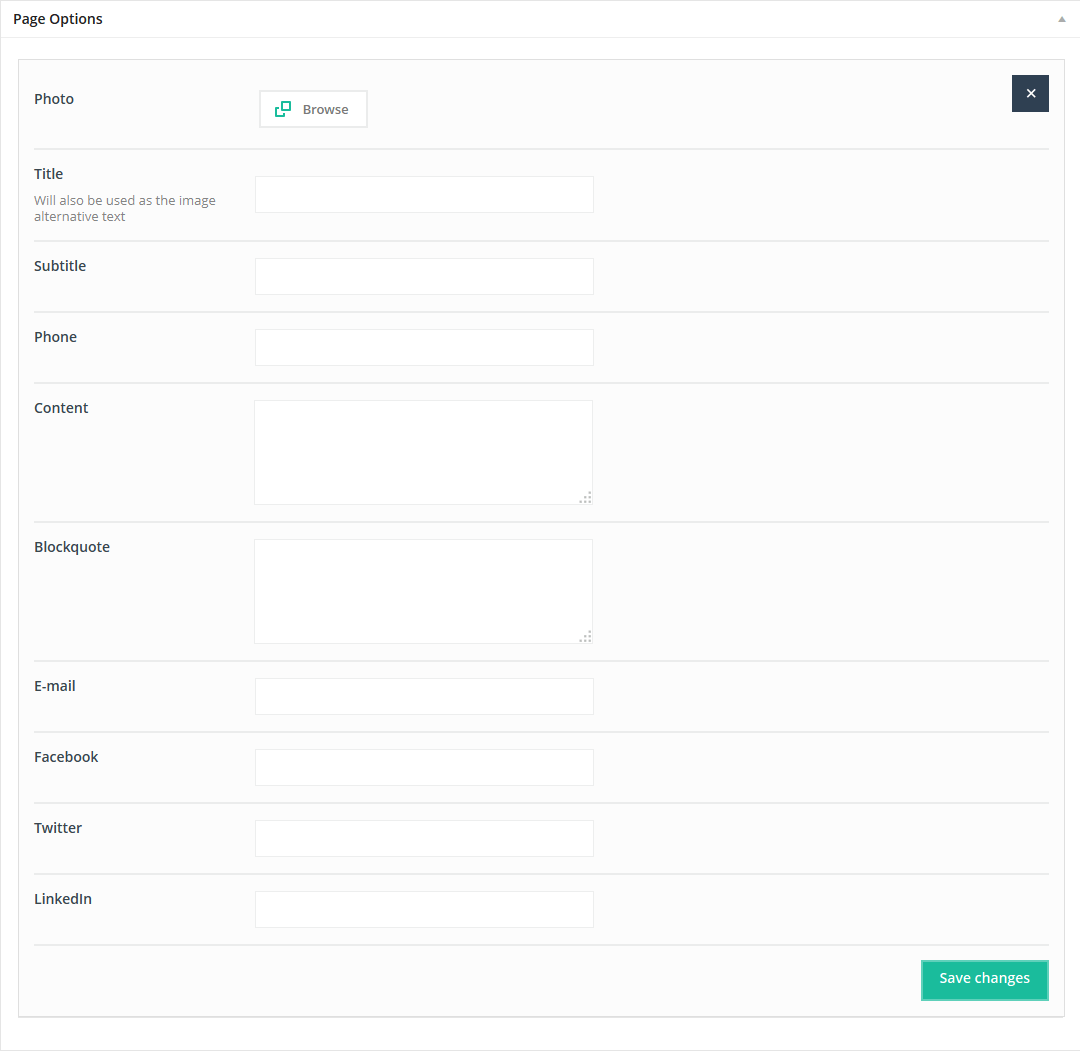 Page Options
Photo
Browse
Title
Will also be used as the image
alternative text
Subtitle
Phone
Content
Blockquote
E-mail
Facebook
Twitter
LinkedIn
Save changes